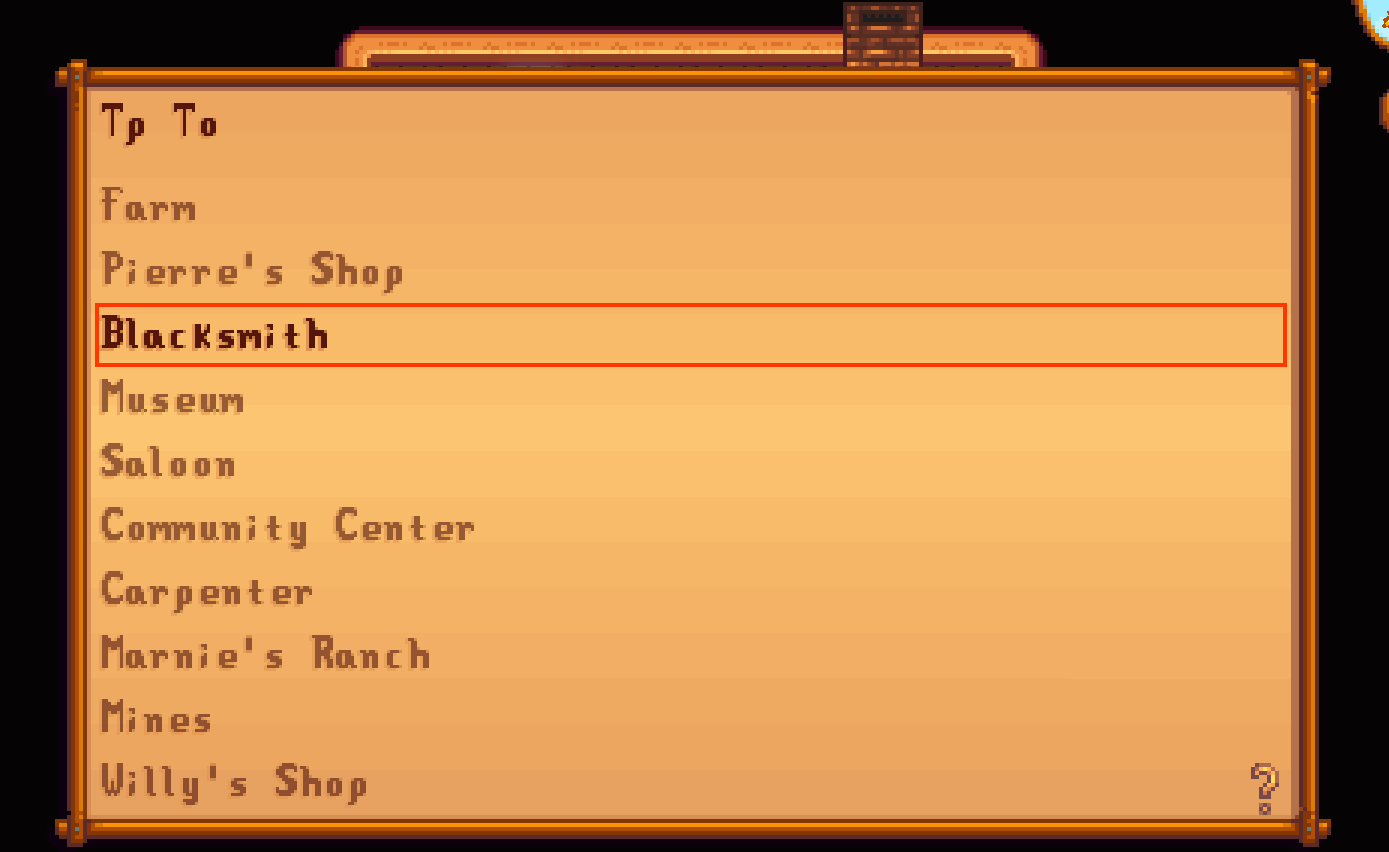 Tp To
Farm
Pierre's Shop
Blacksmith
Museum
Saloon
Community Center
Carpenter
Marnie's Ranch
Mines
Willy's Shop
?